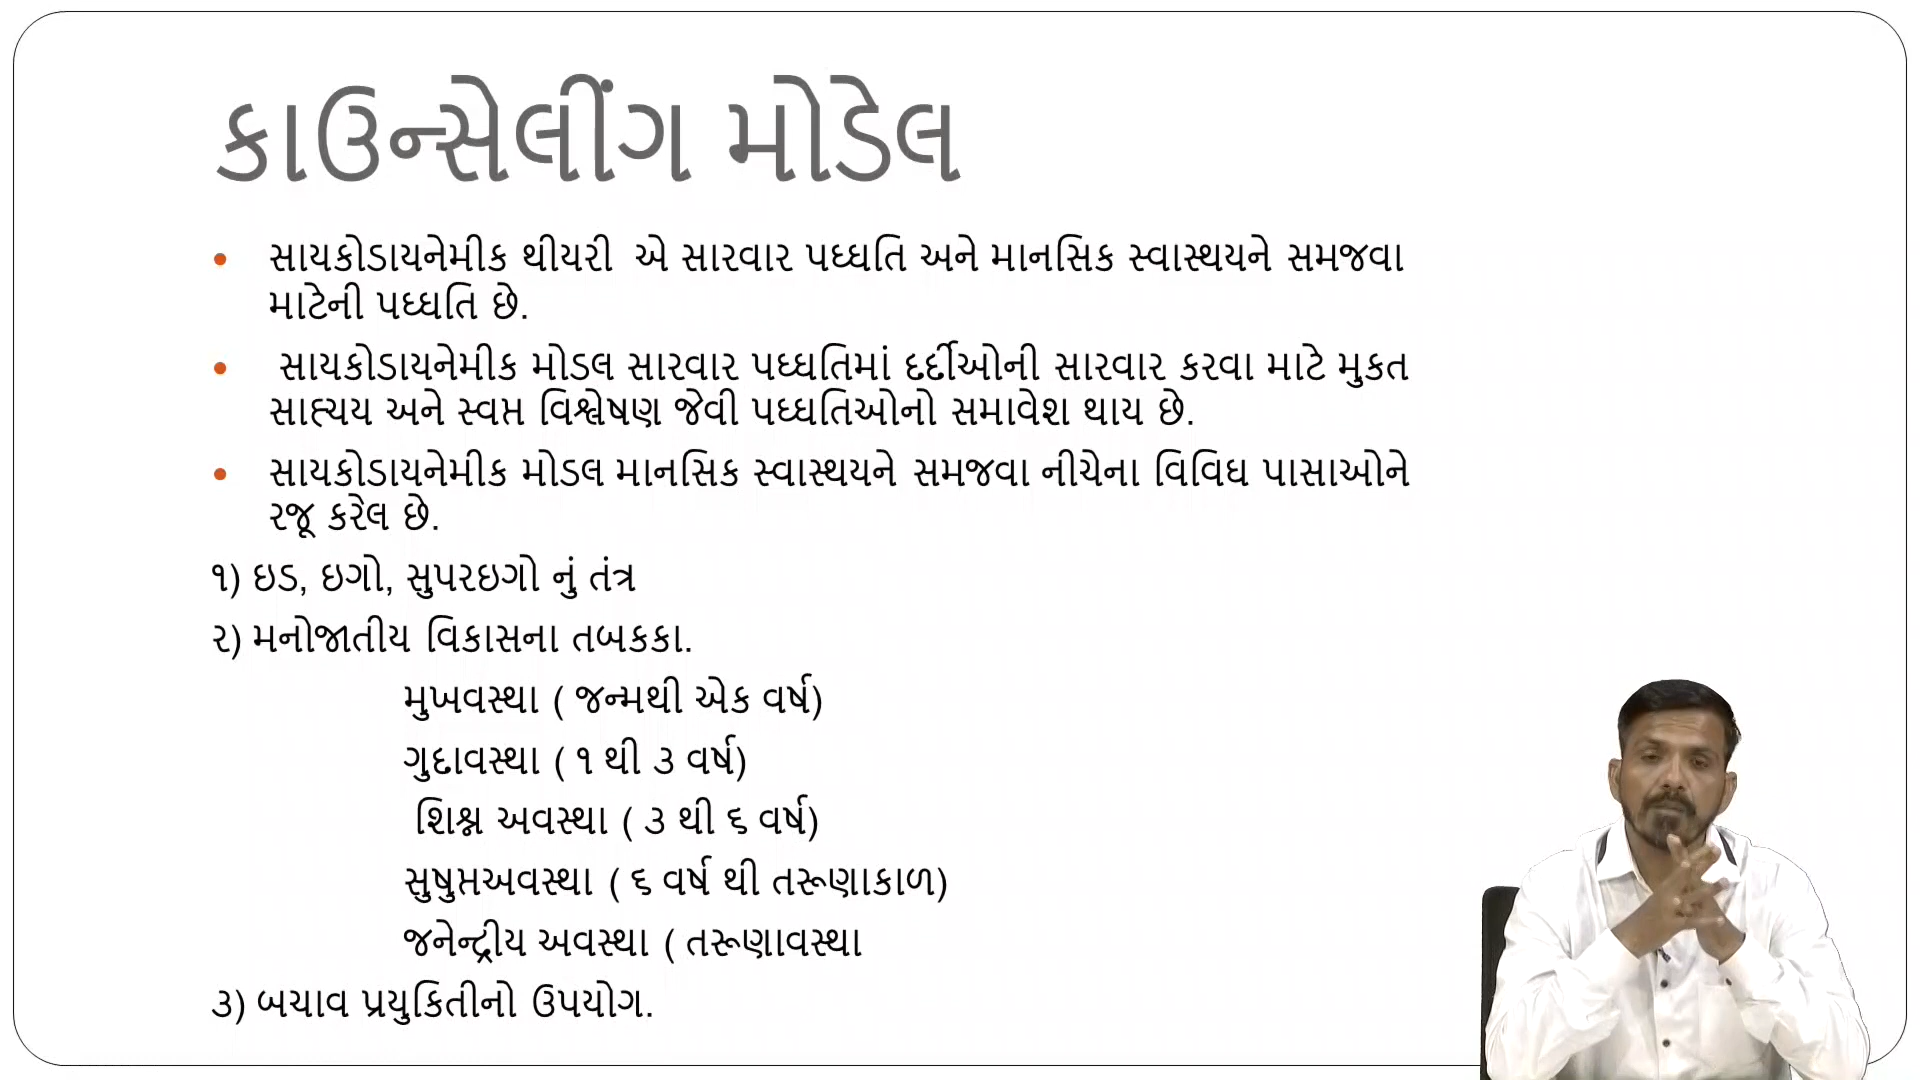 કાઉન્સેલીંગ મોડેલ
• સાયકોડાયનેમીક થીયરી એ સારવાર પધ્ધતિ અને માનસિક સ્વાસ્થયને સમજવા
માટેની પધ્ધતિ છે.
• સાયકોડાયનેમીક મોડલ સારવાર પધ્ધતિમાં દર્દીઓની સારવાર કરવા માટે મુકત
સાહ્ચય અને સ્વપ્ન વિશ્લેષણ જેવી પધ્ધતિઓનો સમાવેશ થાય છે.
• સાયકોડાયનેમીક મોડલ માનસિક સ્વાસ્થયને સમજવા નીચેના વિવિધ પાસાઓને
રજૂ કરેલ છે.
૧) ઇડ, ઇગો, સુપરઇગો નું તંત્ર
૨) મનોજાતીય વિકાસના તબકકા.
મુખવસ્થા ( જન્મથી એક વર્ષ)
ગુદાવસ્થા ( ૧ થી ૩ વર્ષ)
શિશ્ન અવસ્થા ( ૩ થી ૬ વર્ષ)
સુષુપ્તઅવસ્થા ( ૬ વર્ષ થી તરૂણાકાળ)
જનેન્દ્રીય અવસ્થા ( તરૂણાવસ્થા
૩) બચાવ પ્રયુકિતીનો ઉપયોગ.